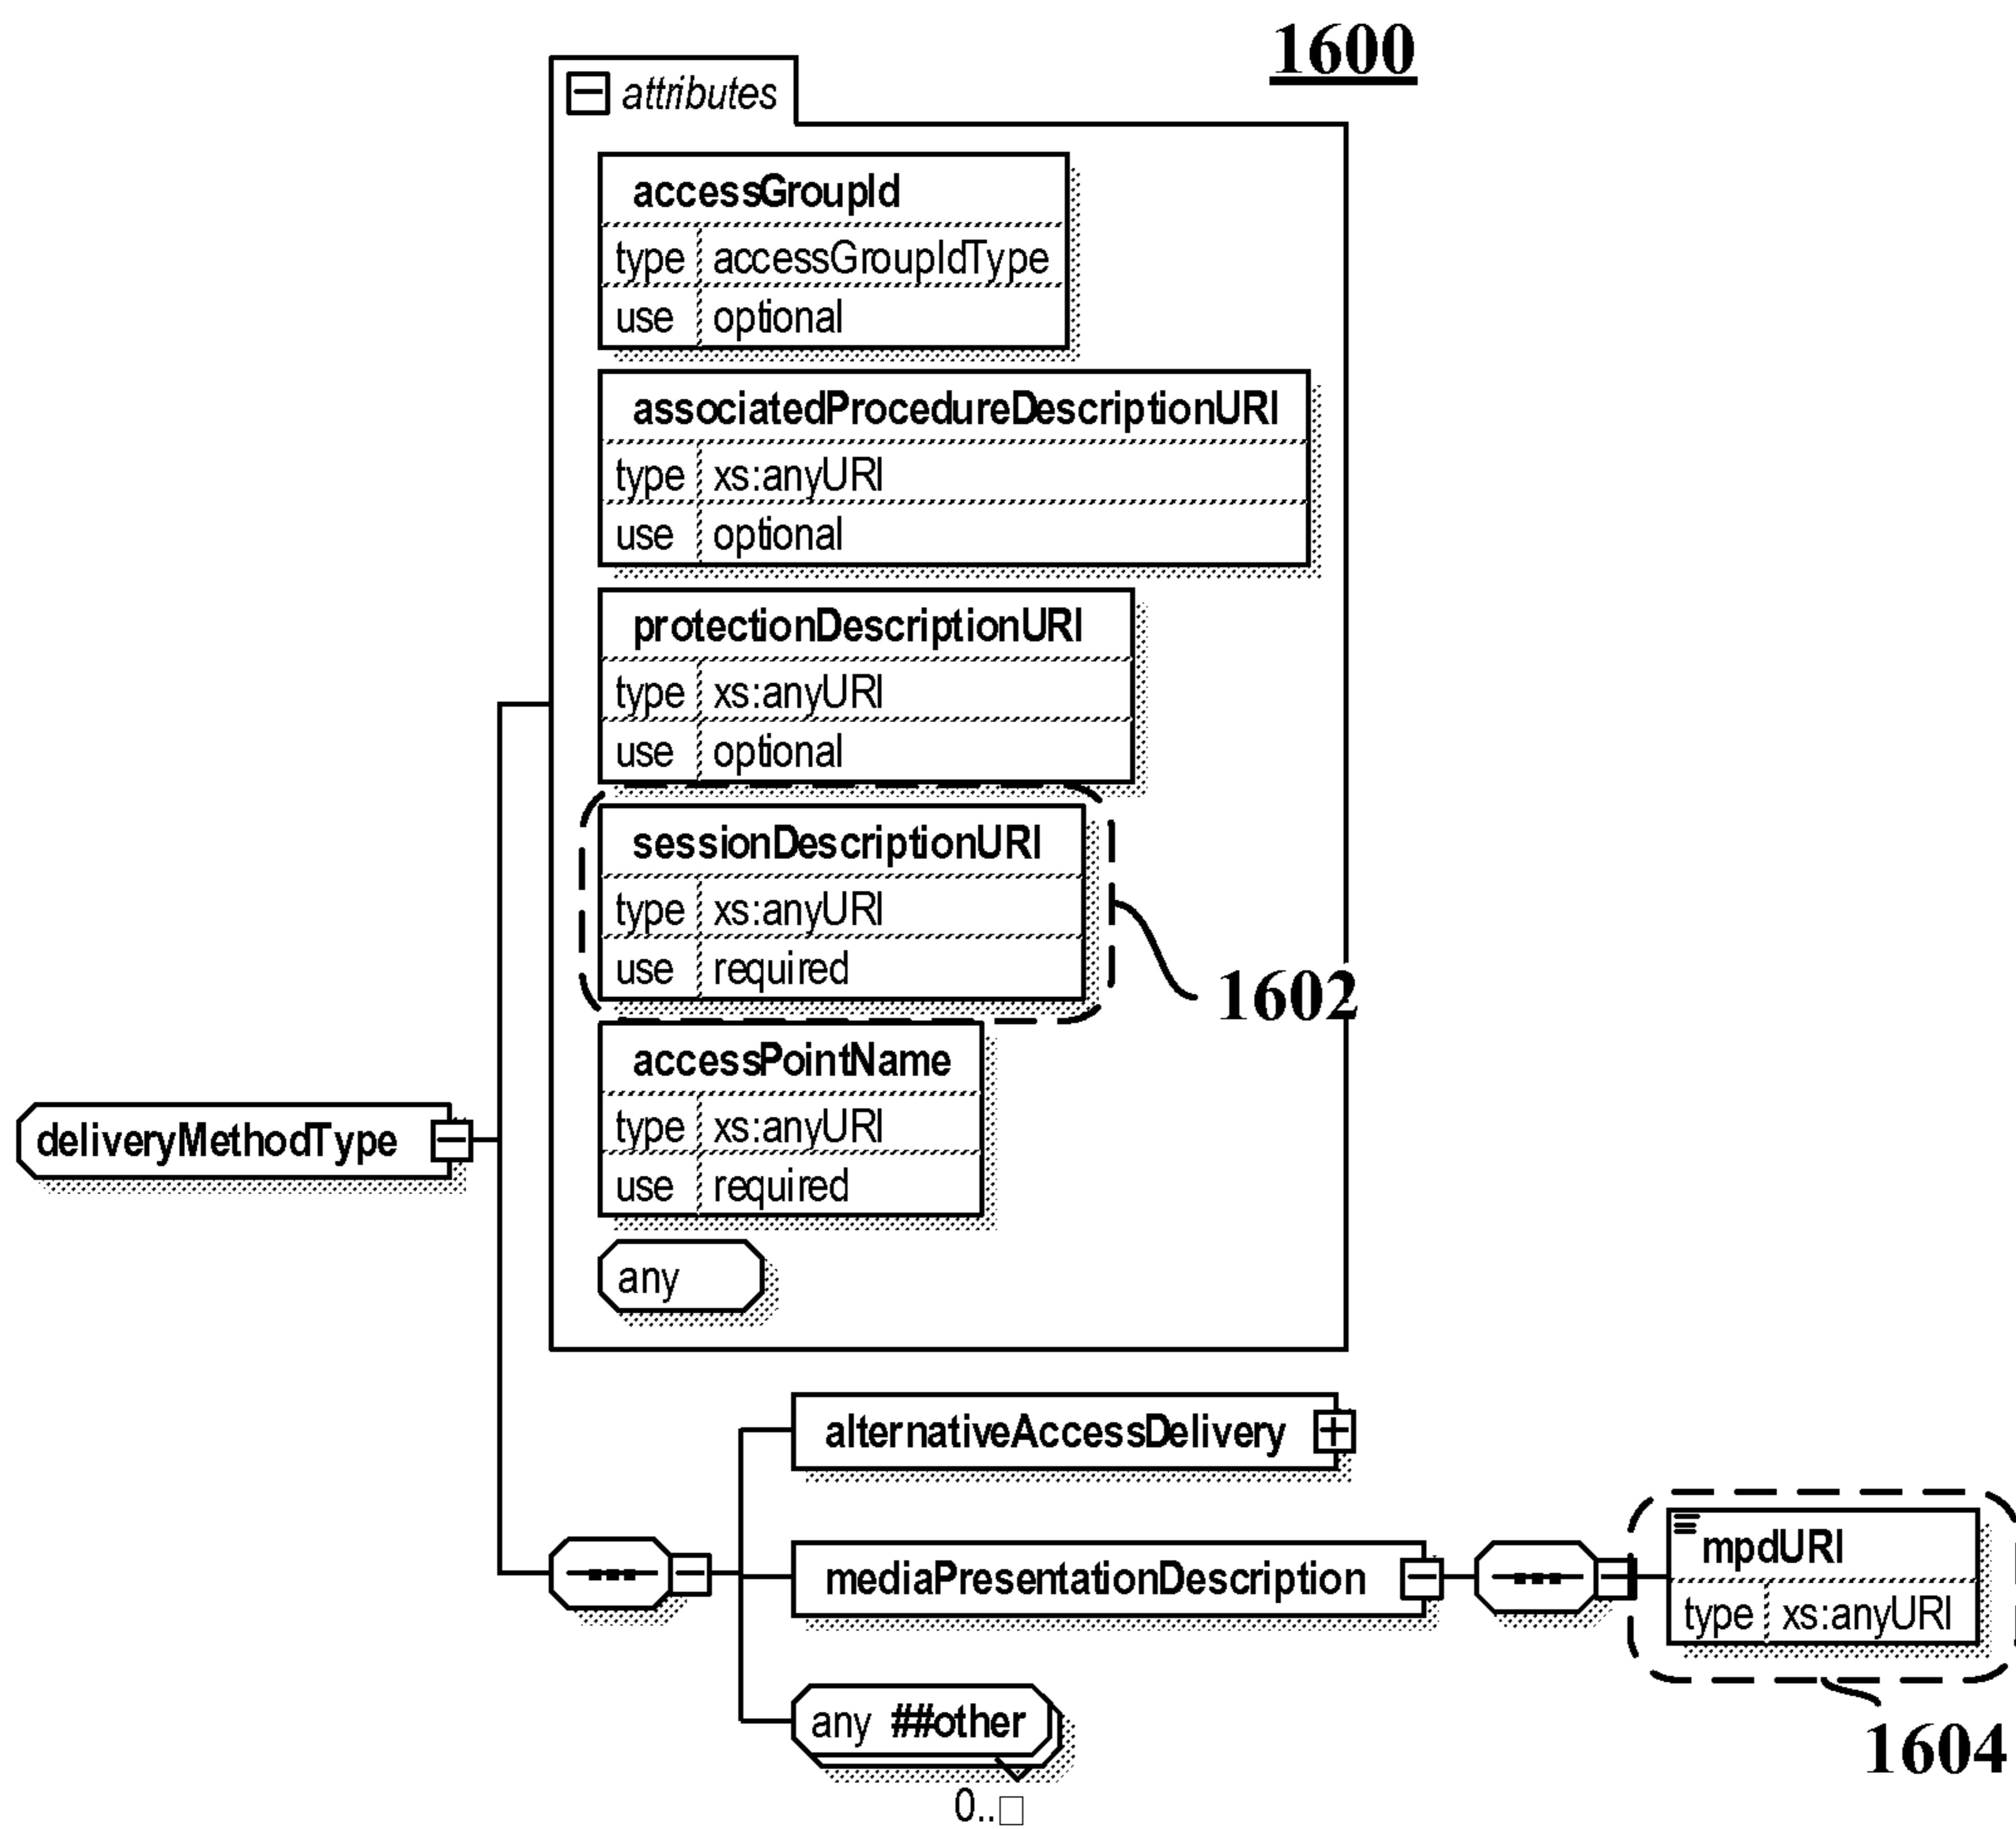 1600
attributes
accessGroupId
type accessGroupIdType
use optional
associatedProcedureDescriptionURI
type xs:anyURI
use optional
protectionDescriptionURI
type xs:anyURI
use optional
sessionDescriptionURI
type xs:anyURI
use required
1602
accessPointName
type xs:anyURI
use required
any
deliveryMethodType
alternativeAccessDelivery
mediaPresentationDescription
mpdURI
type xs:anyURI
1604
any ##other
0..□